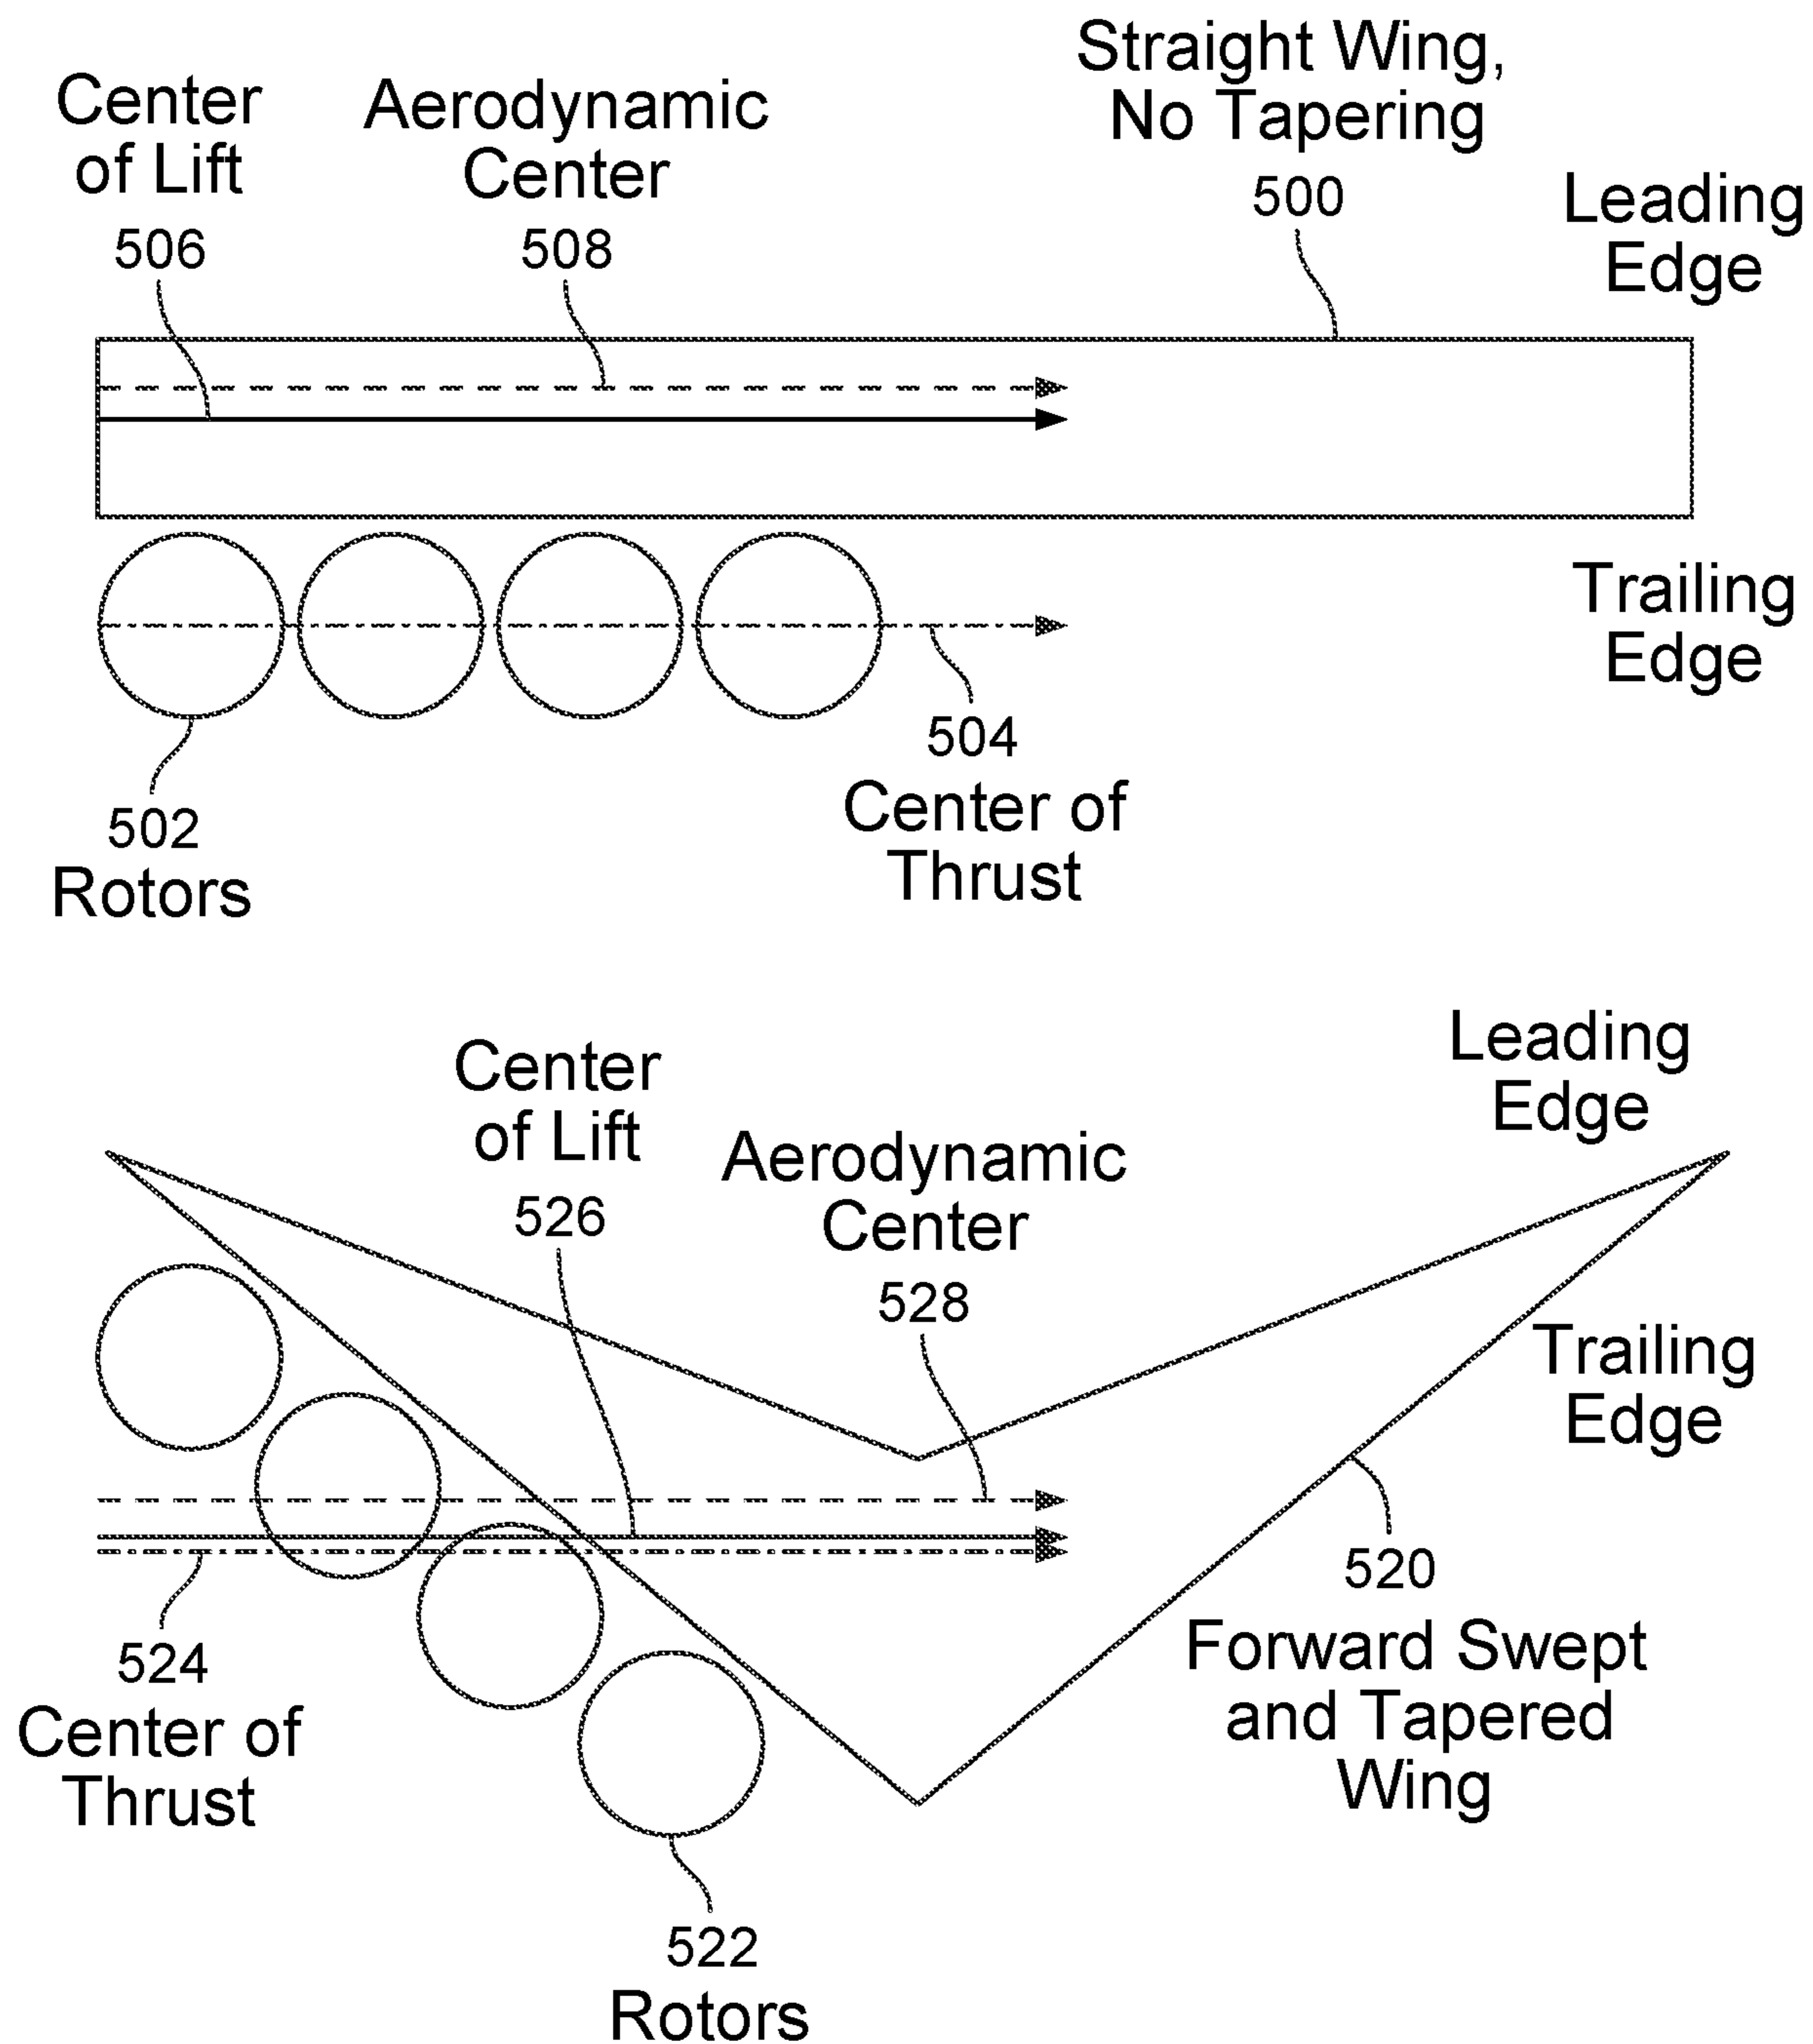 Straight Wing,
No Tapering
500
Center
of Lift
506
Aerodynamic
Center
508
Leading
Edge
Trailing
Edge
504
Center of
Thrust
502
Rotors
Leading
Edge
Center
of Lift
526
Aerodynamic
Center
528
Trailing
Edge
520
Forward Swept
and Tapered
Wing
524
Center of
Thrust
522
Rotors